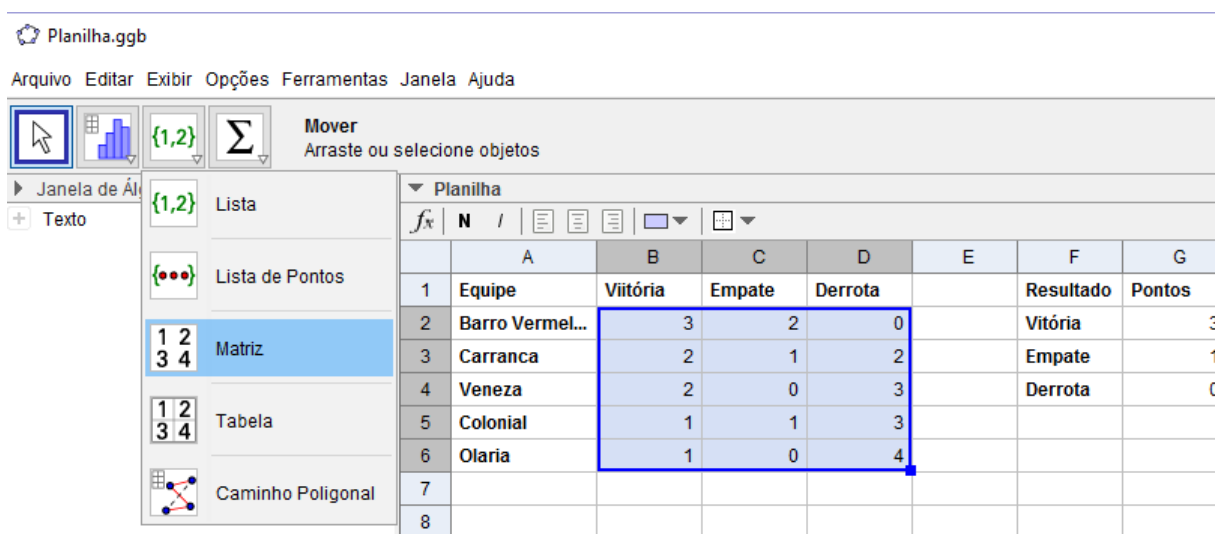 Planilha.ggb
Arquivo Editar Exibir Opções Ferramentas Janela Ajuda
{1,2} Σ Mover
Arraste ou selecione objetos
Janela de Ál
Texto
{1,2} Lista
Lista de Pontos
1 2
3 4 Matriz
1 2
3 4 Tabela
Caminho Poligonal
Planilha
fx N I
A B C D E F G
1 Equipe Viitória Empate Derrota Resultado Pontos
2 Barro Vermel... 3 2 0 Vitória 3
3 Carranca 2 1 2 Empate 1
4 Veneza 2 0 3 Derrota 0
5 Colonial 1 1 3
6 Olaria 1 0 4
7
8